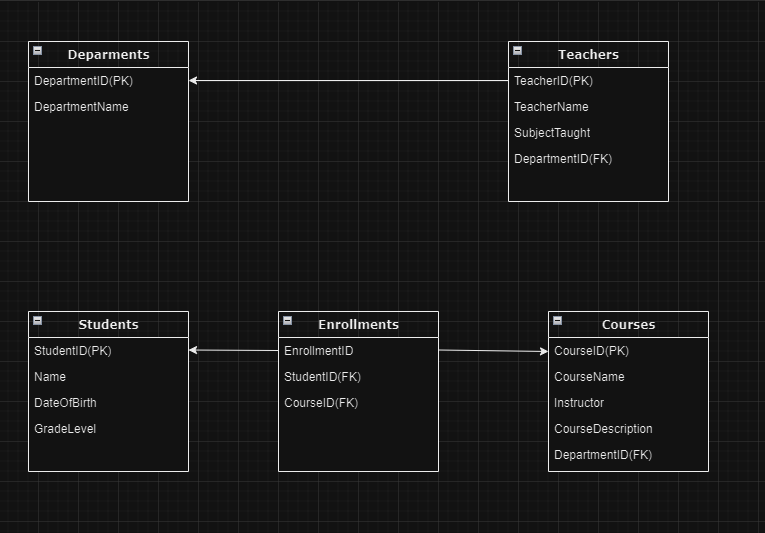 Deparments
DepartmentID(PK)
DepartmentName
Teachers
TeacherID(PK)
TeacherName
SubjectTaught
DepartmentID(FK)
Students
StudentID(PK)
Name
DateOfBirth
GradeLevel
Enrollments
EnrollmentID
StudentID(FK)
CourseID(FK)
Courses
CourseID(PK)
CourseName
Instructor
CourseDescription
DepartmentID(FK)